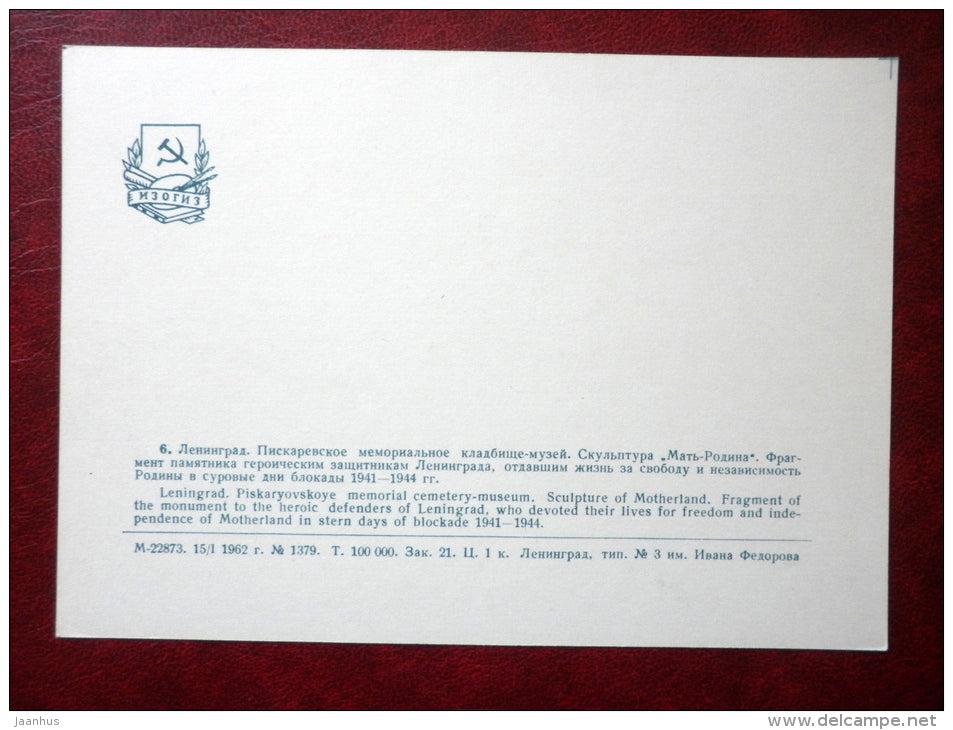 ИЗОГИЗ
6. Ленинград. Пискаревское мемориальное кладбище-музей. Скульптура „Мать-Родина“. Фраг-
мент памятника героическим защитникам Ленинграда, отдавшим жизнь за свободу и независимость
Родины в суровые дни блокады 1941—1944 гг.
Leningrad. Piskaryovskoye memorial cemetery-museum. Sculpture of Motherland. Fragment of
the monument to the heroic defenders of Leningrad, who devoted their lives for freedom and inde-
pendence of Motherland in stern days of blockade 1941—1944.
М-22873. 15/I 1962 г. № 1379. Т. 100 000. Зак. 21. Ц. 1 к. Ленинград, тип. № 3 им. Ивана Федорова
jaanhus
www.delcampe.net